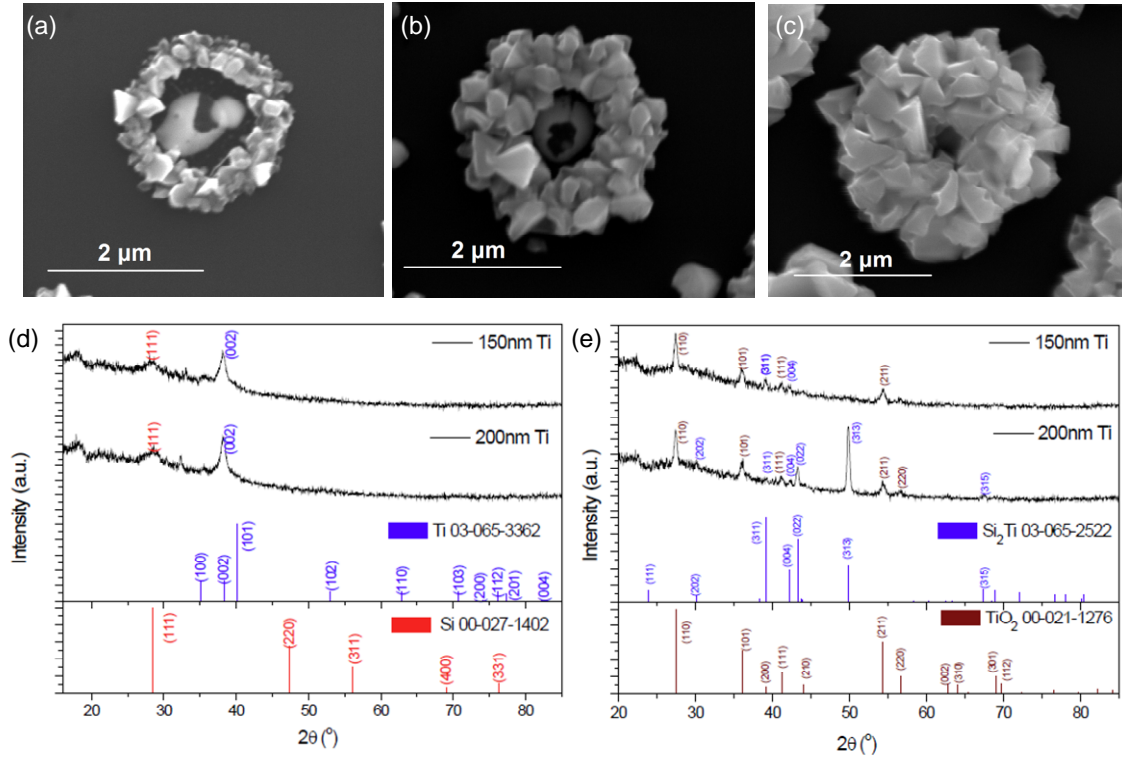 (a)
2 µm
(b)
2 µm
(c)
2 µm
(d)
(111)
(002)
150nm Ti
(111)
(002)
200nm Ti
Intensity (a.u.)
Ti 03-065-3362
(100)
(002)
(101)
(102)
(110)
(103)
(200)
(112)
(201)
(004)
Si 00-027-1402
(111)
(220)
(311)
(400)
(331)
20 30 40 50 60 70 80
2θ (°)
(e)
(110)
(101)
(311)
(111)
(004)
(211)
150nm Ti
(110)
(202)
(101)
(311)
(111)
(004)
(022)
(313)
(211)
(220)
(315)
200nm Ti
Intensity (a.u.)
Si₂Ti 03-065-2522
(111)
(202)
(311)
(004)
(022)
(313)
(315)
TiO₂ 00-021-1276
(110)
(101)
(200)
(111)
(210)
(211)
(220)
(002)
(310)
(301)
(112)
20 30 40 50 60 70 80
2θ (°)